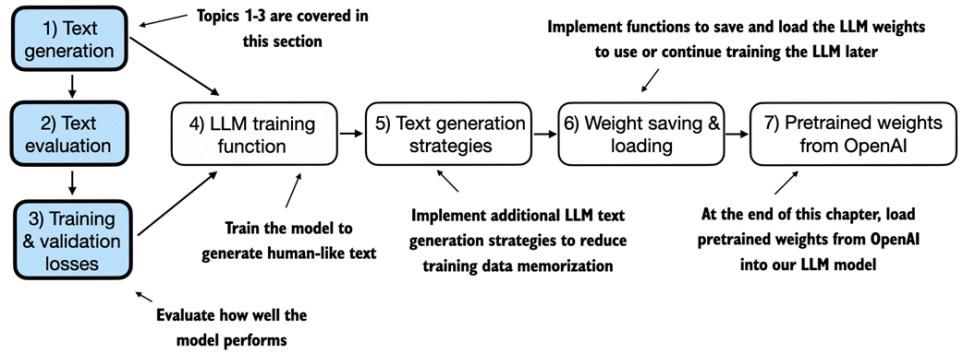 1) Text
generation
Topics 1-3 are covered in
this section
Implement functions to save and load the LLM weights
to use or continue training the LLM later
2) Text
evaluation
4) LLM training
function
5) Text generation
strategies
6) Weight saving &
loading
7) Pretrained weights
from OpenAI
3) Training
& validation
losses
Train the model to
generate human-like text
Implement additional LLM text
generation strategies to reduce
training data memorization
At the end of this chapter, load
pretrained weights from OpenAI
into our LLM model
Evaluate how well the
model performs